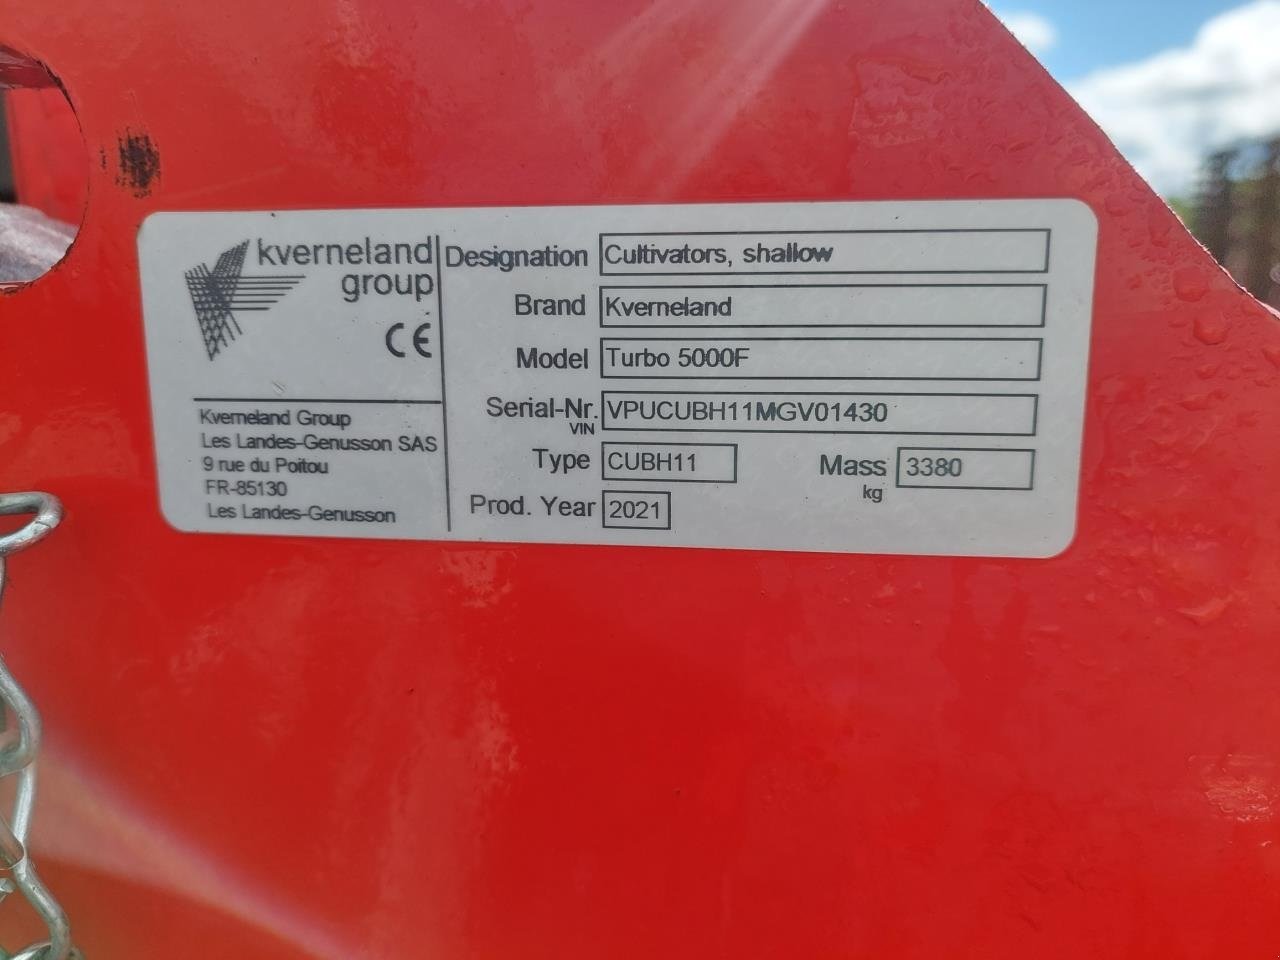 kverneland
group
CE
Kverneland Group
Les Landes-Genusson SAS
9 rue du Poitou
FR-85130
Les Landes-Genusson
Designation Cultivators, shallow
Brand Kverneland
Model Turbo 5000F
Serial-Nr. VPUCUBH11MGV01430
VIN
Type CUBH11 Mass 3380
kg
Prod. Year 2021